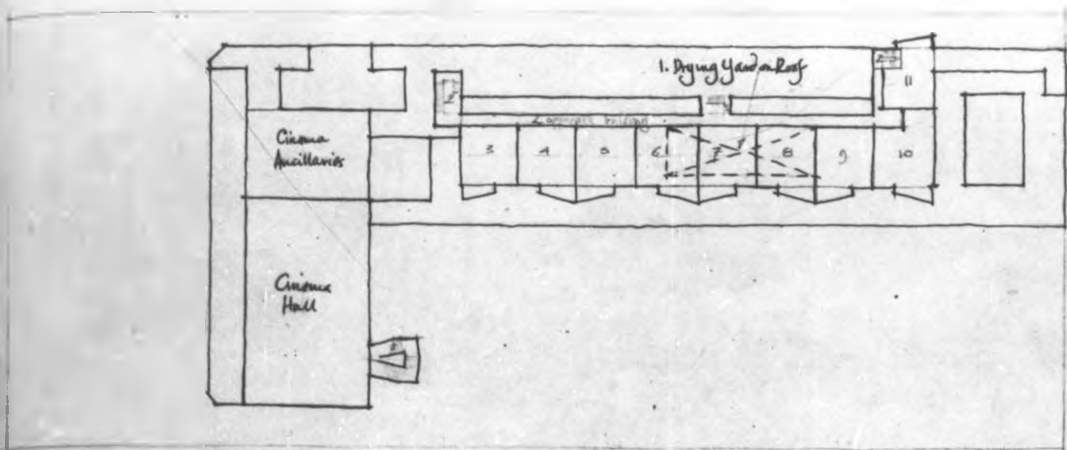 1. Drying Yard on Roof
11
Cinema
Ancillaries
3 4 5 6 7 8 9 10
Cinema
Hall